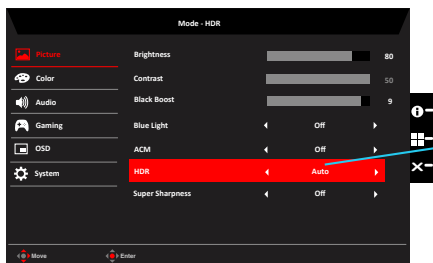 Mode - HDR
Picture
Brightness 80
Color
Contrast 50
Audio
Black Boost 9
Gaming
Blue Light Off
OSD
ACM Off
System
HDR Auto
Super Sharpness Off
Move Enter